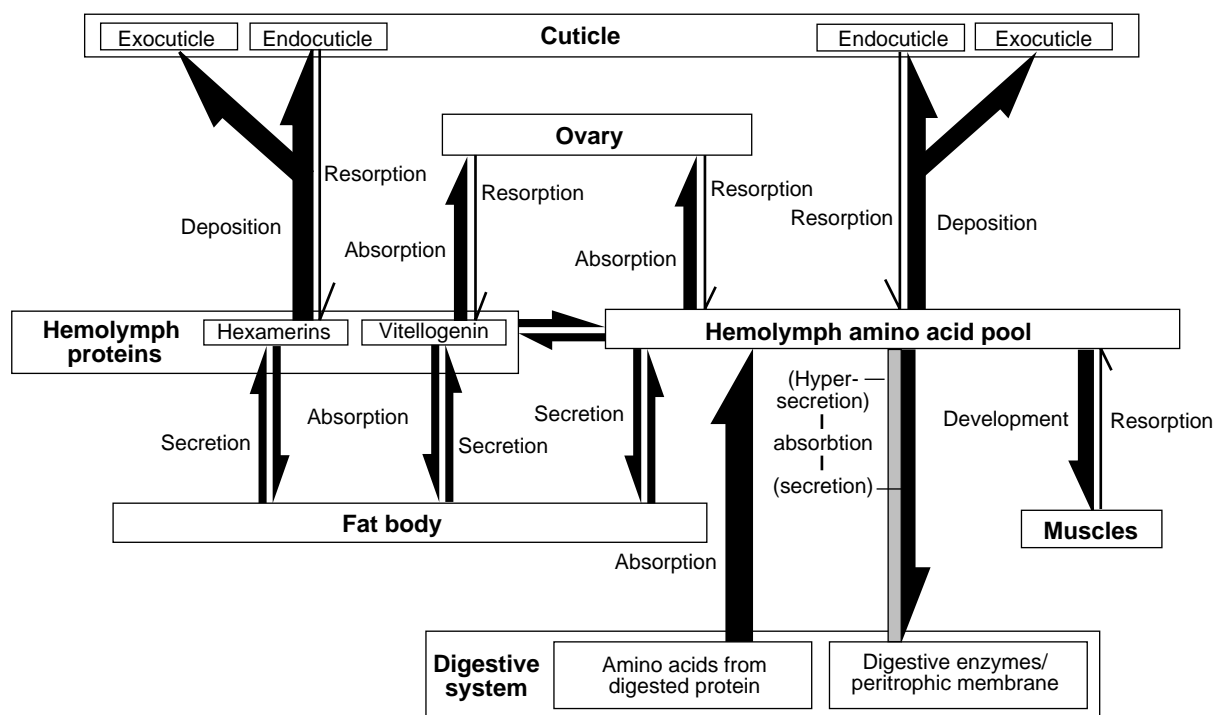 Exocuticle
Endocuticle
Cuticle
Endocuticle
Exocuticle
Ovary
Resorption
Resorption
Resorption
Deposition
Absorption
Absorption
Resorption
Deposition
Hemolymph
proteins
Hexamerins
Vitellogenin
Hemolymph amino acid pool
(Hyper-
secretion)
absorbtion
(secretion)
Secretion
Absorption
Secretion
Secretion
Development
Resorption
Fat body
Muscles
Absorption
Digestive
system
Amino acids from
digested protein
Digestive enzymes/
peritrophic membrane